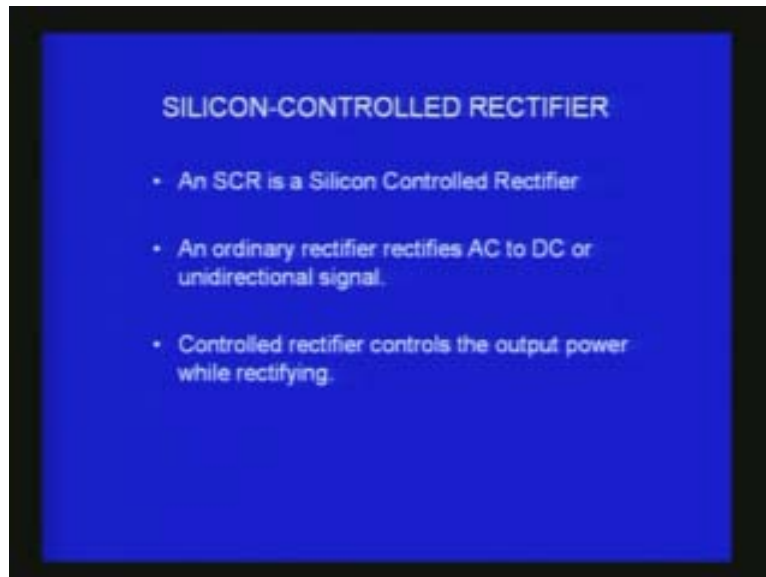 SILICON-CONTROLLED RECTIFIER
• An SCR is a Silicon Controlled Rectifier
• An ordinary rectifier rectifies AC to DC or
unidirectional signal.
• Controlled rectifier controls the output power
while rectifying.